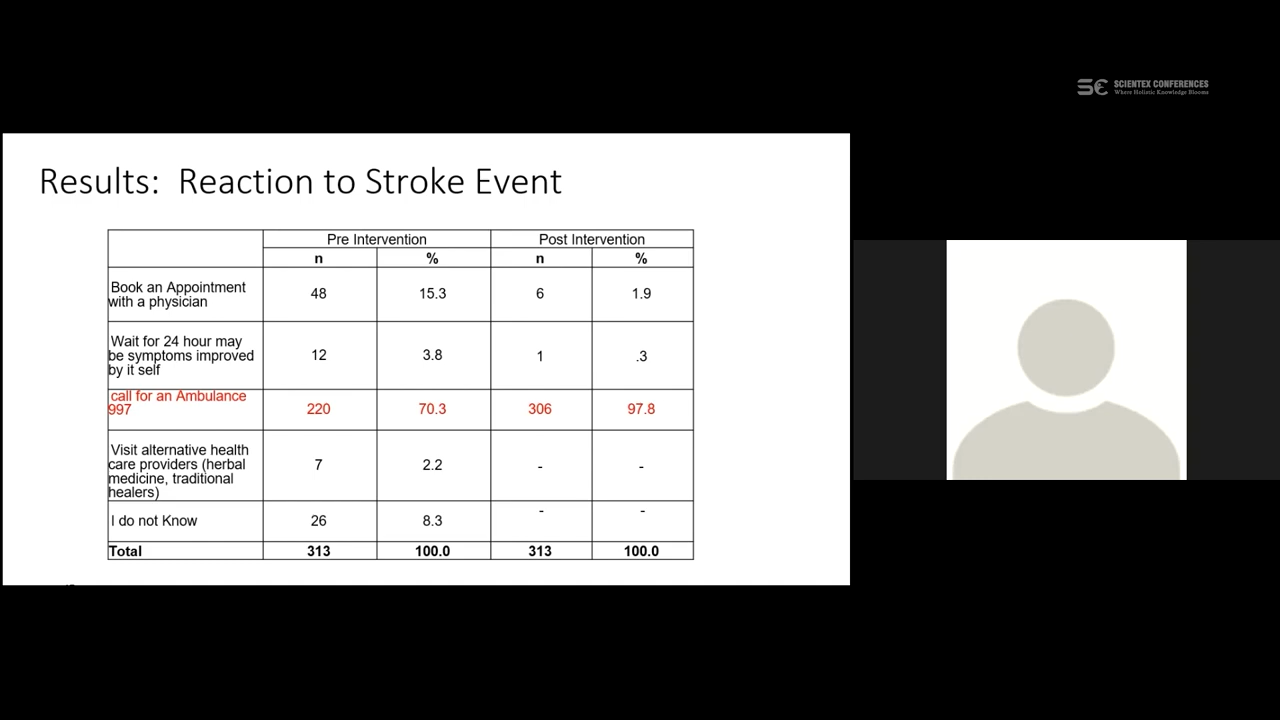 SCIENTEX CONFERENCES
Where Holistic Knowledge Blooms
Results: Reaction to Stroke Event
Pre Intervention Post Intervention
n % n %
Book an Appointment
with a physician
48 15.3 6 1.9
Wait for 24 hour may
be symptoms improved
by it self
12 3.8 1 .3
call for an Ambulance
997
220 70.3 306 97.8
Visit alternative health
care providers (herbal
medicine, traditional
healers)
7 2.2 - -
I do not Know 26 8.3 - -
Total 313 100.0 313 100.0